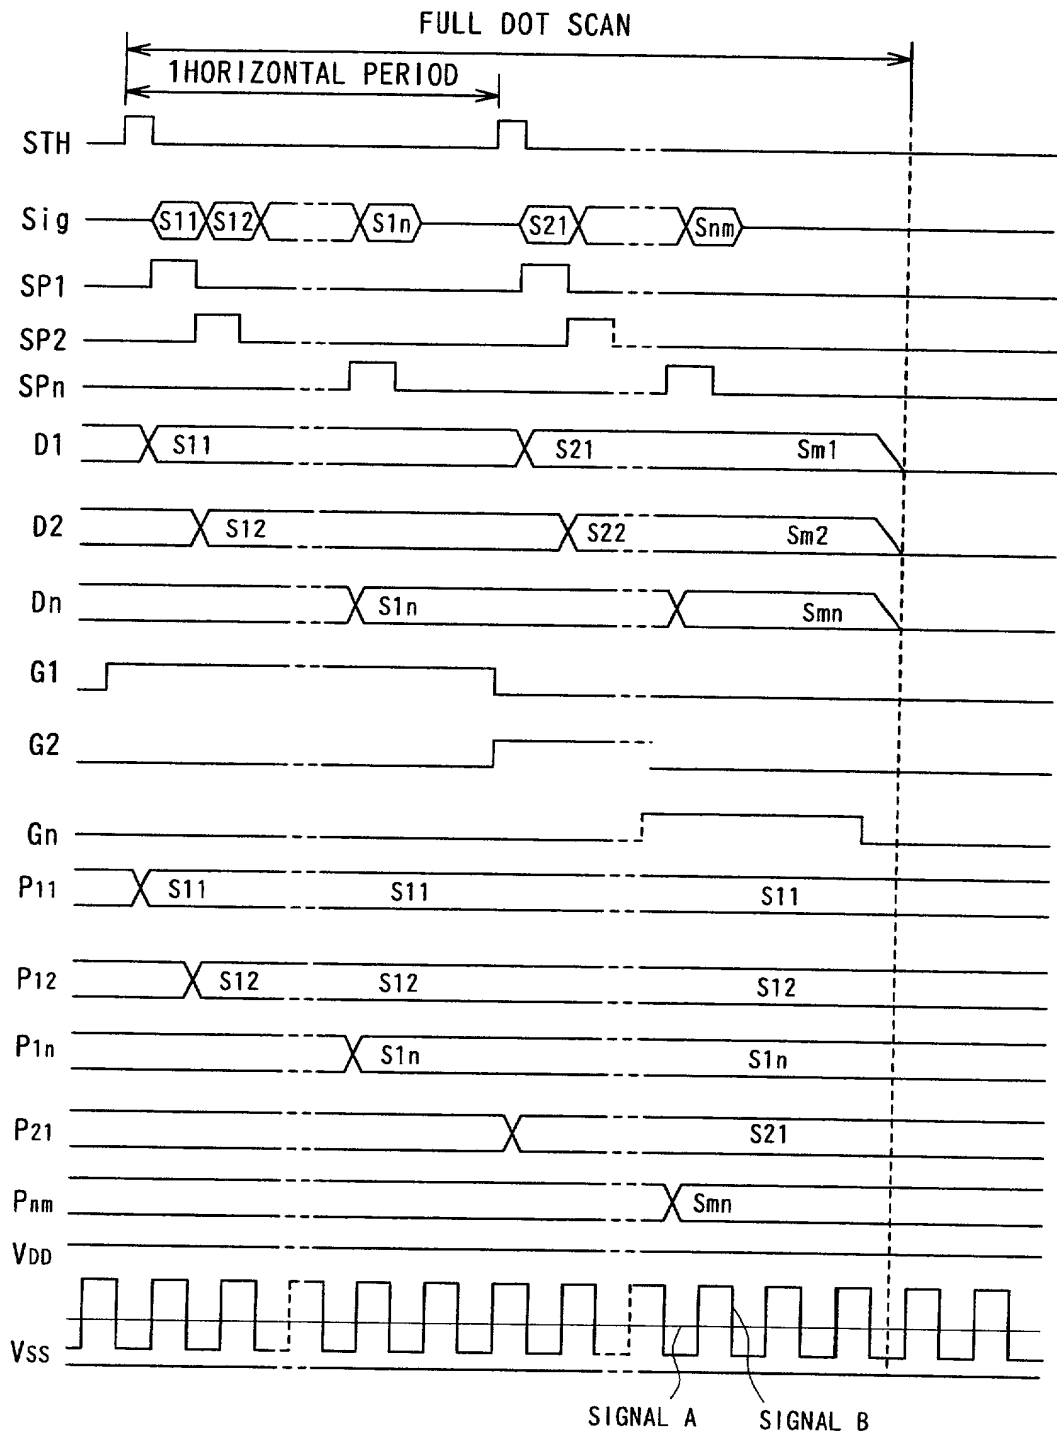 FULL DOT SCAN
1HORIZONTAL PERIOD
STH
Sig S11 S12 S1n S21 Snm
SP1
SP2
SPn
D1 S11 S21 Sm1
D2 S12 S22 Sm2
Dn S1n Smn
G1
G2
Gn
P11 S11 S11 S11
P12 S12 S12 S12
P1n S1n S1n
P21 S21
Pnm Smn
VDD
VSS
SIGNAL A SIGNAL B